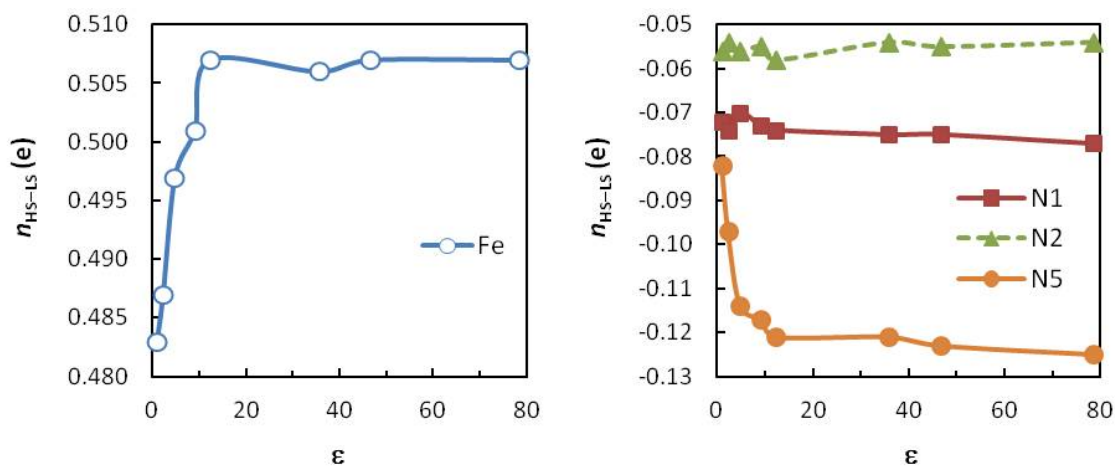 0.510
0.505
0.500
0.495
0.490
0.485
0.480
n HS–LS (e)
Fe
0 20 40 60 80
ε
-0.05
-0.06
-0.07
-0.08
-0.09
-0.10
-0.11
-0.12
-0.13
n HS–LS (e)
N1
N2
N5
0 20 40 60 80
ε